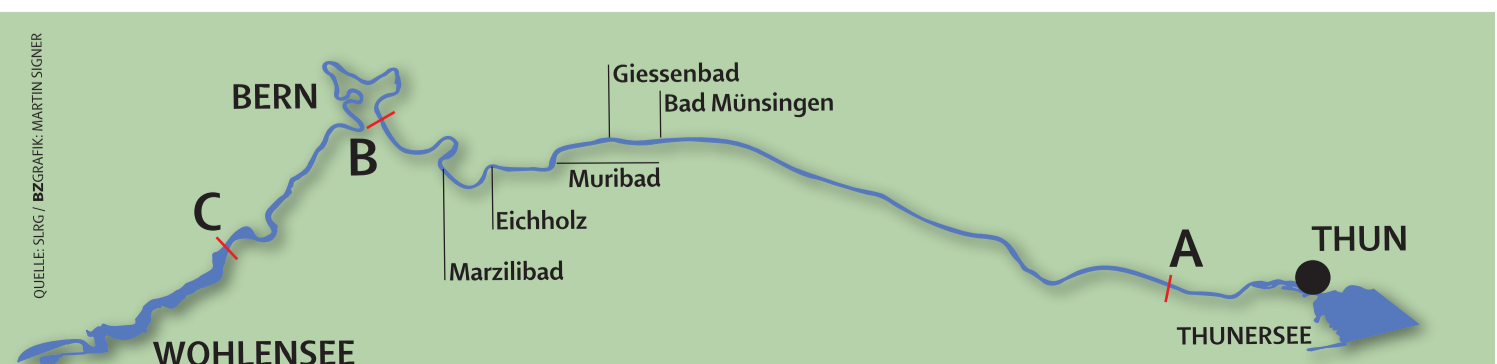 QUELLE: SLRG / BZGRAFIK: MARTIN SIGNER
Giessenbad
BERN
Bad Münsingen
B
Muribad
C
Eichholz
A
THUN
Marzilibad
THUNERSEE
WOHLENSEE